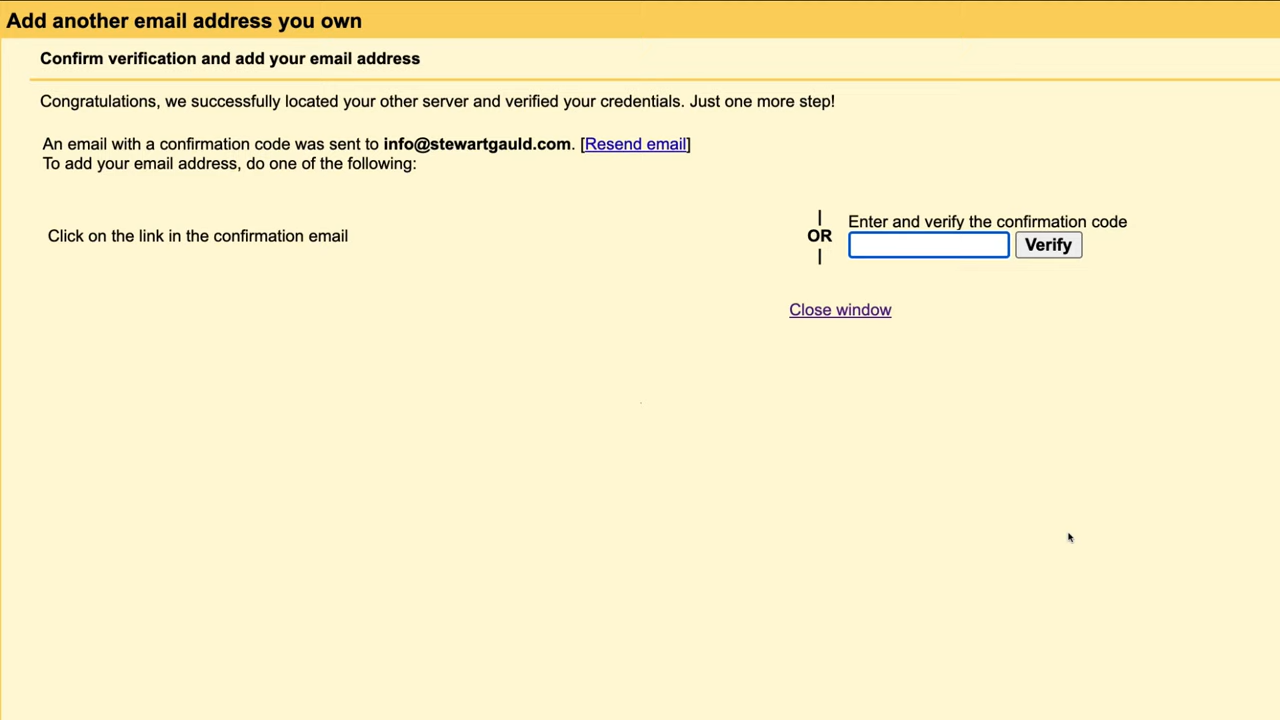 Add another email address you own
Confirm verification and add your email address
Congratulations, we successfully located your other server and verified your credentials. Just one more step!
An email with a confirmation code was sent to info@stewartgauld.com. [Resend email]
To add your email address, do one of the following:
Click on the link in the confirmation email
|
OR
|
Enter and verify the confirmation code
Verify
Close window